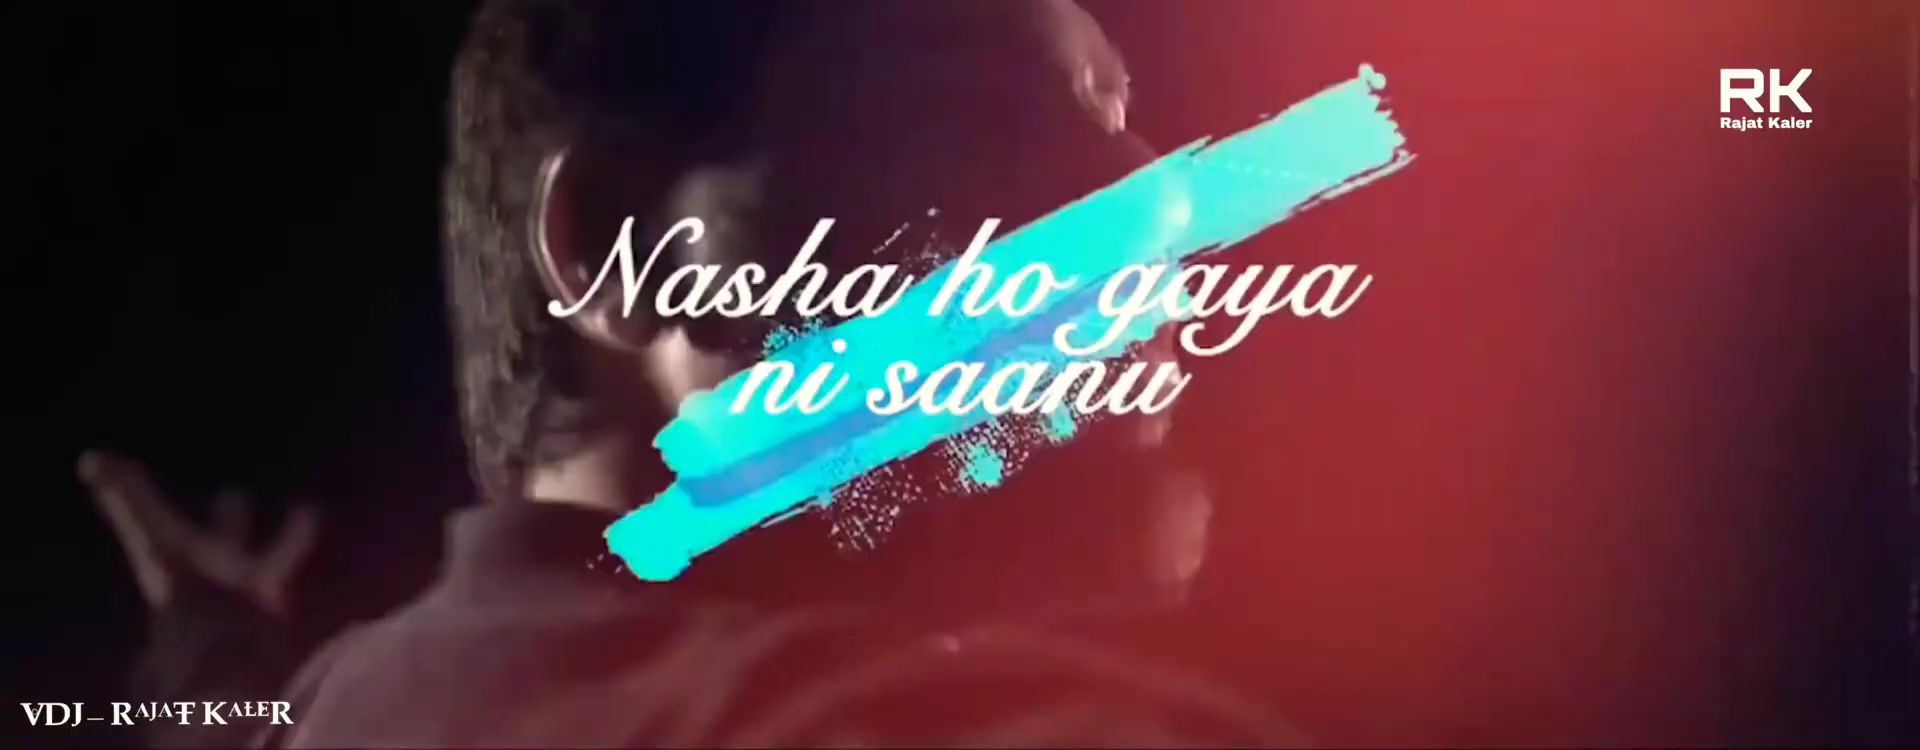 RK
Rajat Kaler
Nasha ho gaya
ni saanu
VDJ – RAJAT KALER